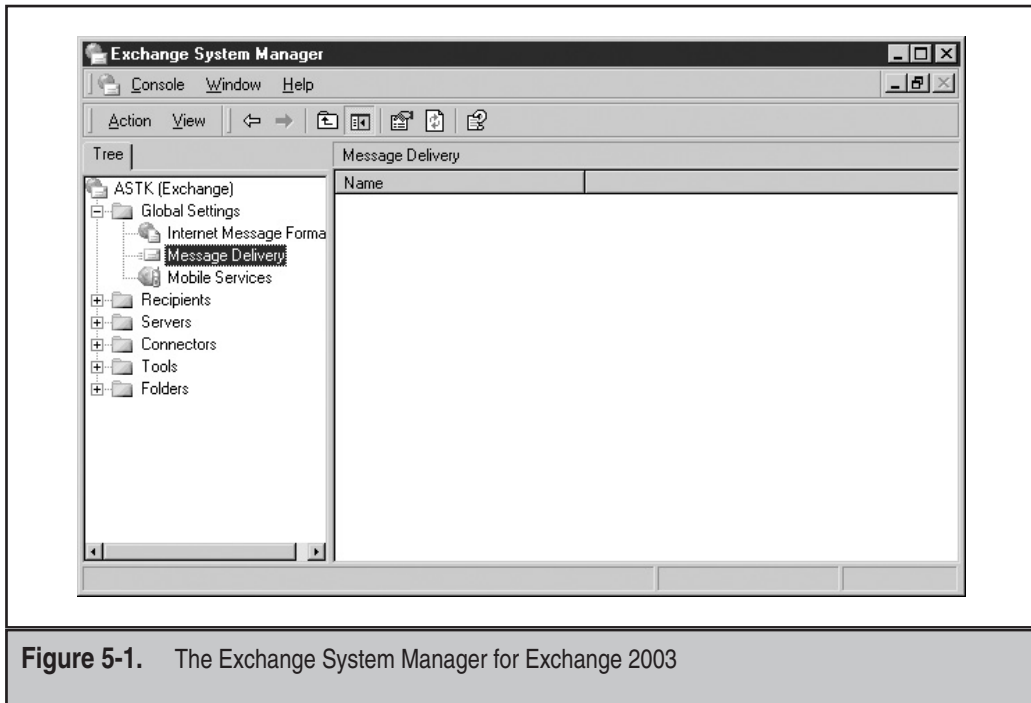 Exchange System Manager
Console Window Help
Action View
Tree
Message Delivery
Name
ASTK (Exchange)
Global Settings
Internet Message Forma
Message Delivery
Mobile Services
Recipients
Servers
Connectors
Tools
Folders
Figure 5-1. The Exchange System Manager for Exchange 2003